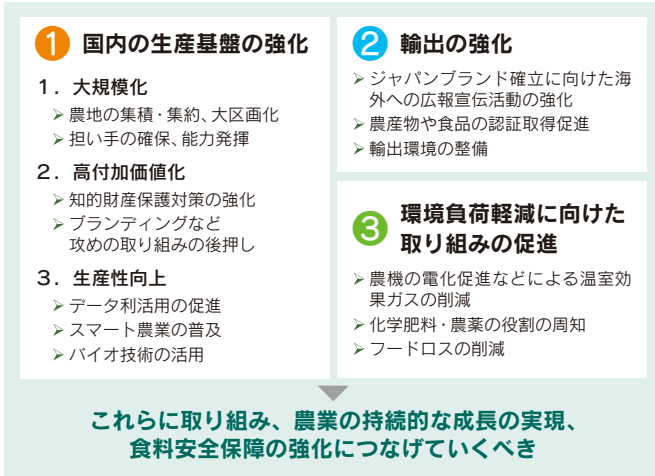 1 国内の生産基盤の強化
1．大規模化
➢ 農地の集積・集約、大区画化
➢ 担い手の確保、能力発揮
2．高付加価値化
➢ 知的財産保護対策の強化
➢ ブランディングなど
攻めの取り組みの後押し
3．生産性向上
➢ データ利活用の促進
➢ スマート農業の普及
➢ バイオ技術の活用
2 輸出の強化
➢ ジャパンブランド確立に向けた海
外への広報宣伝活動の強化
➢ 農産物や食品の認証取得促進
➢ 輸出環境の整備
3 環境負荷軽減に向けた
取り組みの促進
➢ 農機の電化促進などによる温室効
果ガスの削減
➢ 化学肥料・農薬の役割の周知
➢ フードロスの削減
これらに取り組み、農業の持続的な成長の実現、
食料安全保障の強化につなげていくべき